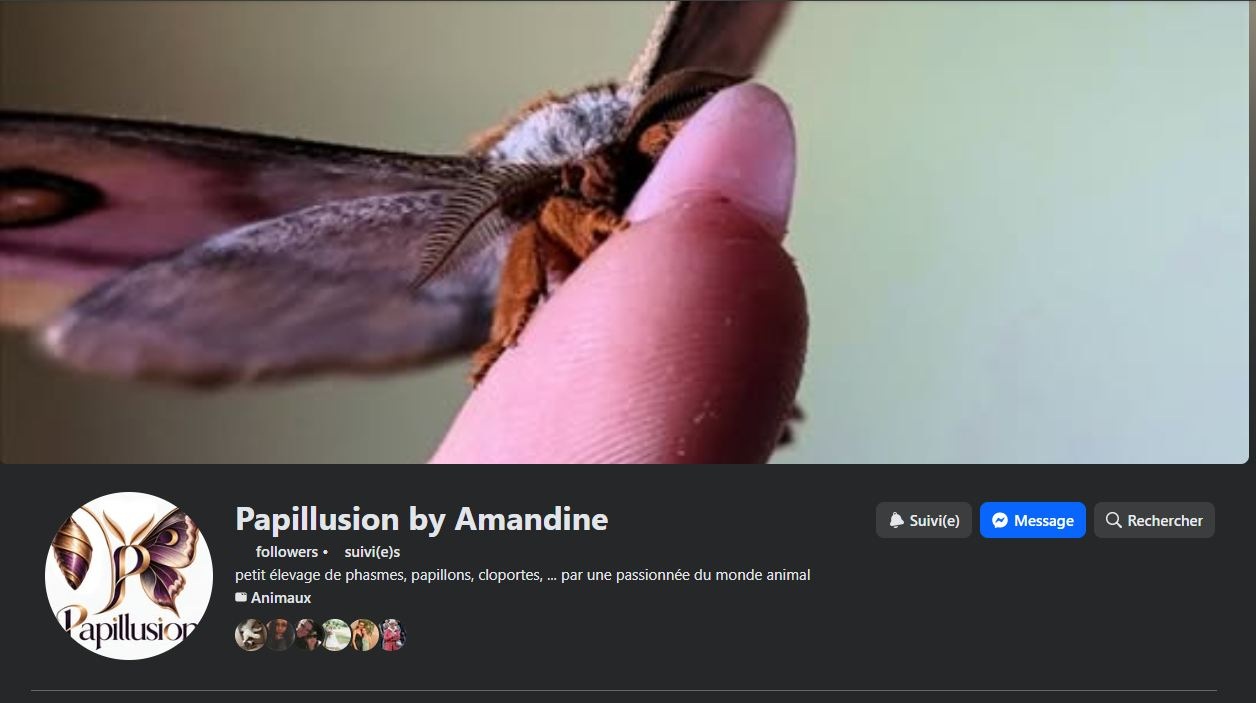 Papillusion by Amandine
followers • suivi(e)s
petit élevage de phasmes, papillons, cloportes, ... par une passionnée du monde animal
Animaux
Suivi(e)
Message
Rechercher
P
Papillusion